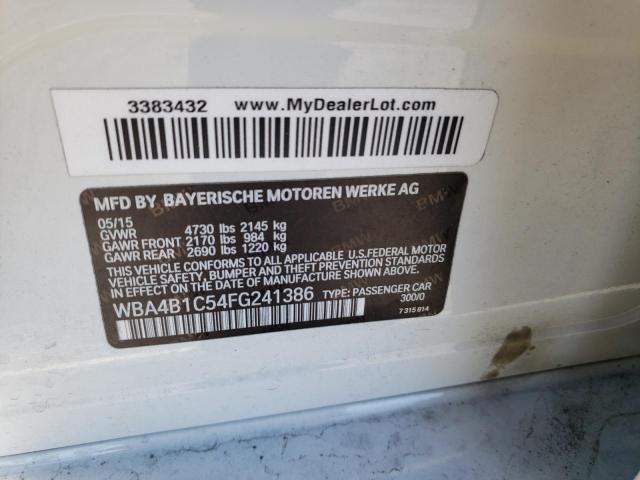 3383432 www.MyDealerLot.com
MFD BY BAYERISCHE MOTOREN WERKE AG
05/15
GVWR 4730 lbs 2145 kg
GAWR FRONT 2170 lbs 984 kg
GAWR REAR 2690 lbs 1220 kg
THIS VEHICLE CONFORMS TO ALL APPLICABLE U.S.FEDERAL MOTOR
VEHICLE SAFETY, BUMPER AND THEFT PREVENTION STANDARDS
IN EFFECT ON THE DATE OF MANUFACTURE SHOWN ABOVE.
WBA4B1C54FG241386 TYPE: PASSENGER CAR
300/0
7 315 814